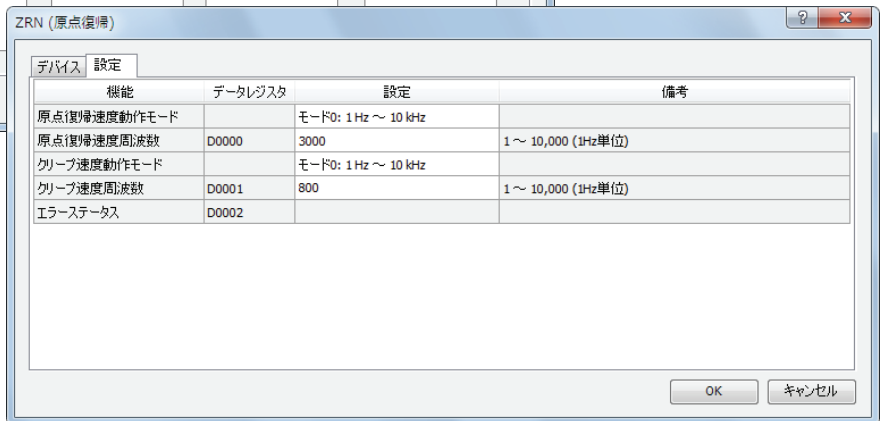 ZRN (原点復帰)
デバイス 設定
機能 データレジスタ 設定 備考
原点復帰速度動作モード モード0: 1 Hz ～ 10 kHz
原点復帰速度周波数 D0000 3000 1 ～ 10,000 (1Hz単位)
クリープ速度動作モード モード0: 1 Hz ～ 10 kHz
クリープ速度周波数 D0001 800 1 ～ 10,000 (1Hz単位)
エラーステータス D0002
OK キャンセル